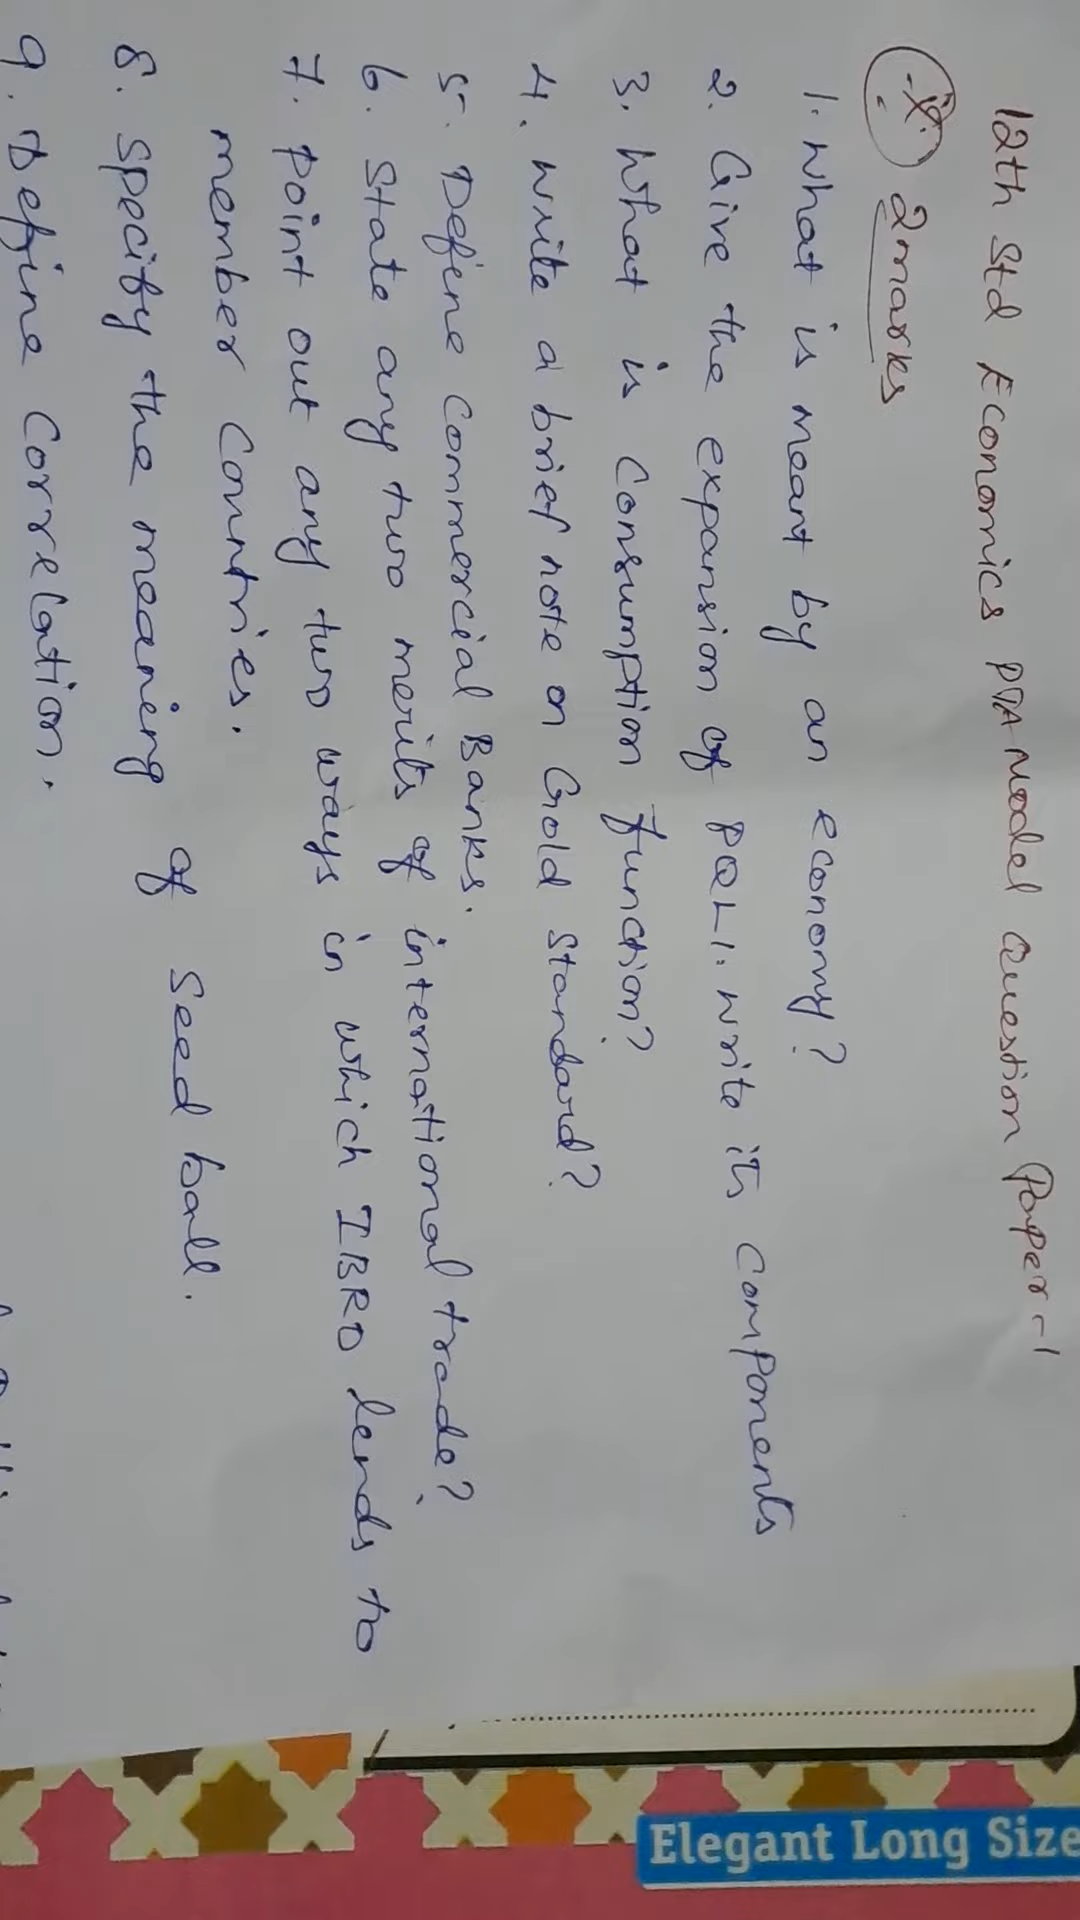 12th Std Economics PTA Model Question Paper-1
2 marks
1. What is meant by an economy?
2. Give the expansion of PQLI. Write its components
3. What is Consumption function?
4. Write a brief note on Gold Standard?
5. Define Commercial Banks.
6. State any two merits of international trade?
7. Point out any two ways in which IBRD lends to
member Countries.
8. Specify the meaning of Seed ball.
9. Define Correlation.
Elegant Long Size